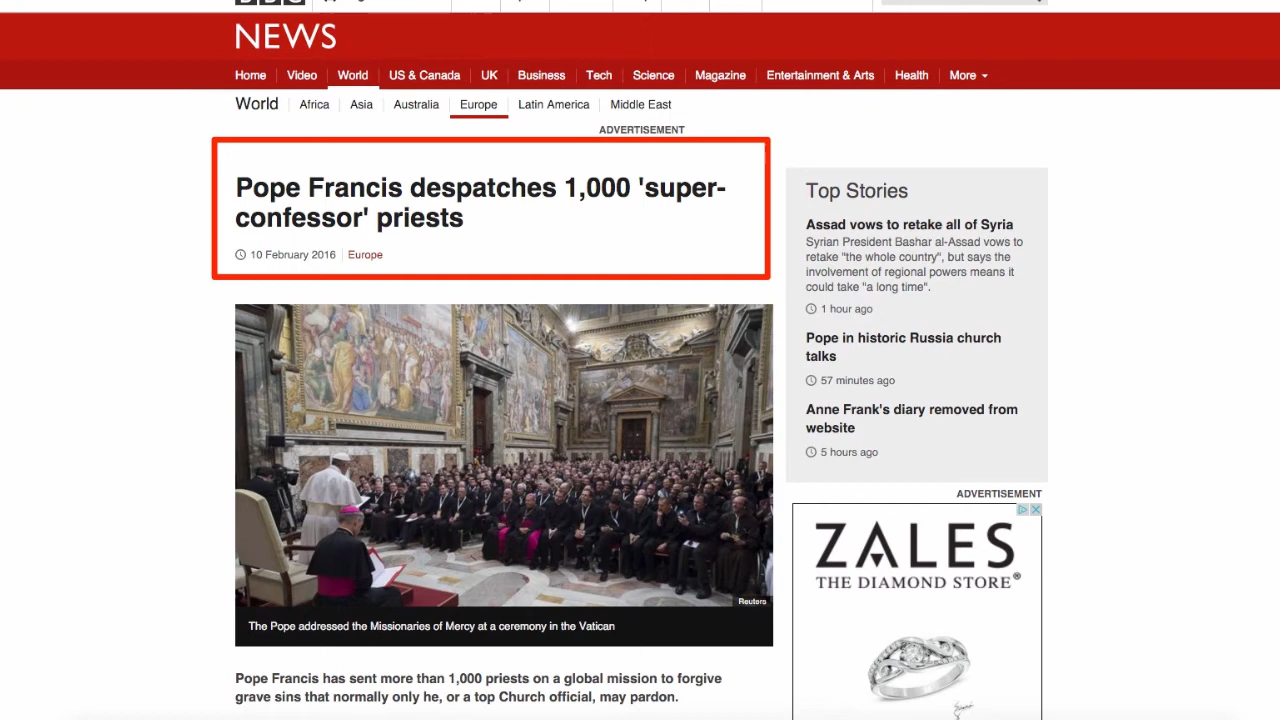 NEWS
Home Video World US & Canada UK Business Tech Science Magazine Entertainment & Arts Health More
World Africa Asia Australia Europe Latin America Middle East
ADVERTISEMENT
Pope Francis despatches 1,000 'super-
confessor' priests
10 February 2016 Europe
Reuters
The Pope addressed the Missionaries of Mercy at a ceremony in the Vatican
Pope Francis has sent more than 1,000 priests on a global mission to forgive
grave sins that normally only he, or a top Church official, may pardon.
Top Stories
Assad vows to retake all of Syria
Syrian President Bashar al-Assad vows to
retake "the whole country", but says the
involvement of regional powers means it
could take "a long time".
1 hour ago
Pope in historic Russia church
talks
57 minutes ago
Anne Frank's diary removed from
website
5 hours ago
ADVERTISEMENT
ZALES
THE DIAMOND STORE®